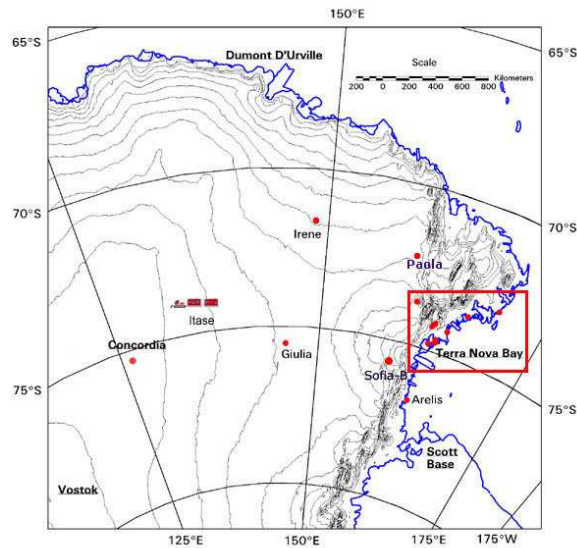 150°E
65°S
65°S
Dumont D'Urville
Scale
200 0 200 400 600 800 Kilometers
70°S
70°S
Irene
Paola
Itase
Concordia
Giulia
Terra Nova Bay
Sofia-B
75°S
Arelis
75°S
Scott
Base
Vostok
125°E
150°E
175°E
175°W